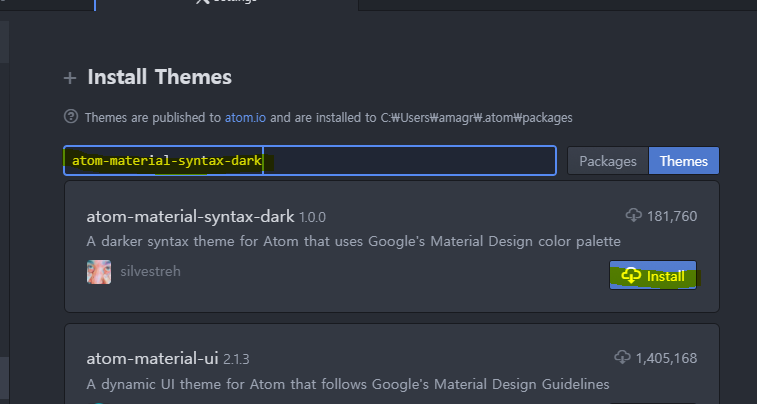 Settings
Install Themes
Themes are published to atom.io and are installed to C:₩Users₩amagr₩.atom₩packages
atom-material-syntax-dark
Packages Themes
atom-material-syntax-dark 1.0.0 181,760
A darker syntax theme for Atom that uses Google's Material Design color palette
silvestreh Install
atom-material-ui 2.1.3 1,405,168
A dynamic UI theme for Atom that follows Google's Material Design Guidelines